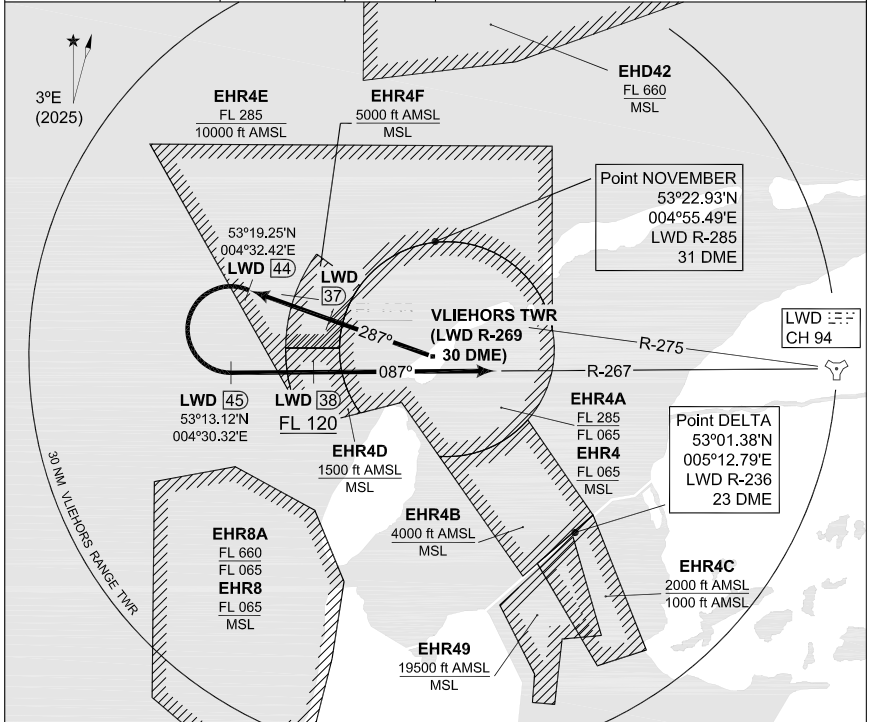 3ºE
(2025)
EHR4E
FL 285
10000 ft AMSL
EHR4F
5000 ft AMSL
MSL
EHD42
FL 660
MSL
Point NOVEMBER
53º22.93'N
004º55.49'E
LWD R-285
31 DME
53º19.25'N
004º32.42'E
LWD 44
LWD
37
287º
VLIEHORS TWR
(LWD R-269
30 DME)
R-275
LWD
CH 94
087º
R-267
LWD 45
53º13.12'N
004º30.32'E
LWD 38
FL 120
EHR4D
1500 ft AMSL
MSL
EHR4A
FL 285
FL 065
EHR4
FL 065
MSL
Point DELTA
53º01.38'N
005º12.79'E
LWD R-236
23 DME
30 NM VLIEHORS RANGE TWR
EHR8A
FL 660
FL 065
EHR8
FL 065
MSL
EHR4B
4000 ft AMSL
MSL
EHR4C
2000 ft AMSL
1000 ft AMSL
EHR49
19500 ft AMSL
MSL